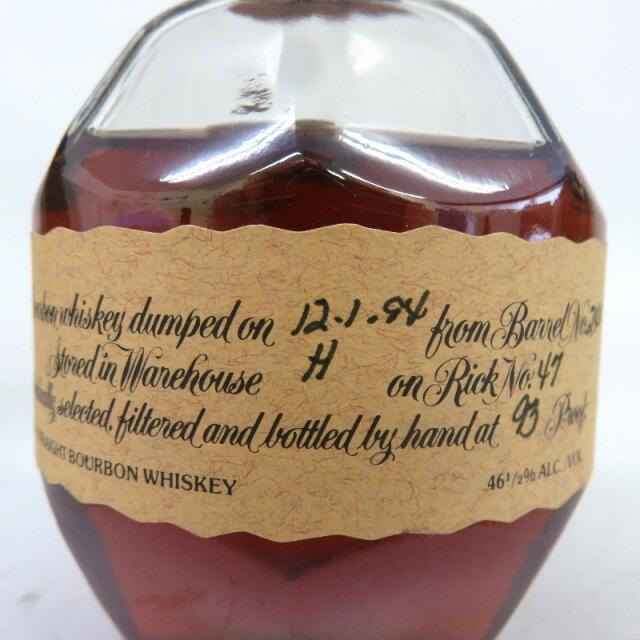 whiskey dumped on 12-1-94 from Barrel No.
Stored in Warehouse H on Rick No. 47
selected, filtered and bottled by hand at 93 Proof
STRAIGHT BOURBON WHISKEY 46 1/2% ALC./VOL.